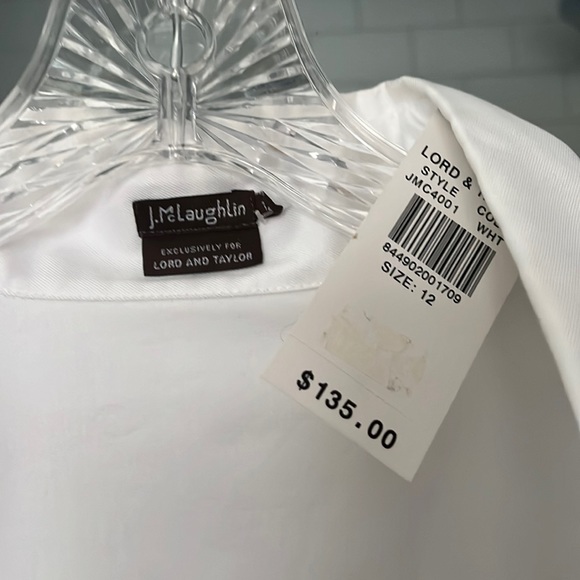 J.McLaughlin
EXCLUSIVELY FOR
LORD AND TAYLOR
LORD &
STYLE
JMC4001 WHT
844902001709
SIZE: 12
$135.00